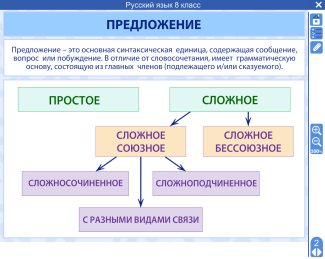 Русский язык 8 класс
ПРЕДЛОЖЕНИЕ
Предложение – это основная синтаксическая единица, содержащая сообщение,
вопрос или побуждение. В отличие от словосочетания, имеет грамматическую
основу, состоящую из главных членов (подлежащего и/или сказуемого).
ПРОСТОЕ
СЛОЖНОЕ
СЛОЖНОЕ
СОЮЗНОЕ
СЛОЖНОЕ
БЕССОЮЗНОЕ
СЛОЖНОСОЧИНЕННОЕ
СЛОЖНОПОДЧИНЕННОЕ
С РАЗНЫМИ ВИДАМИ СВЯЗИ
100%
2